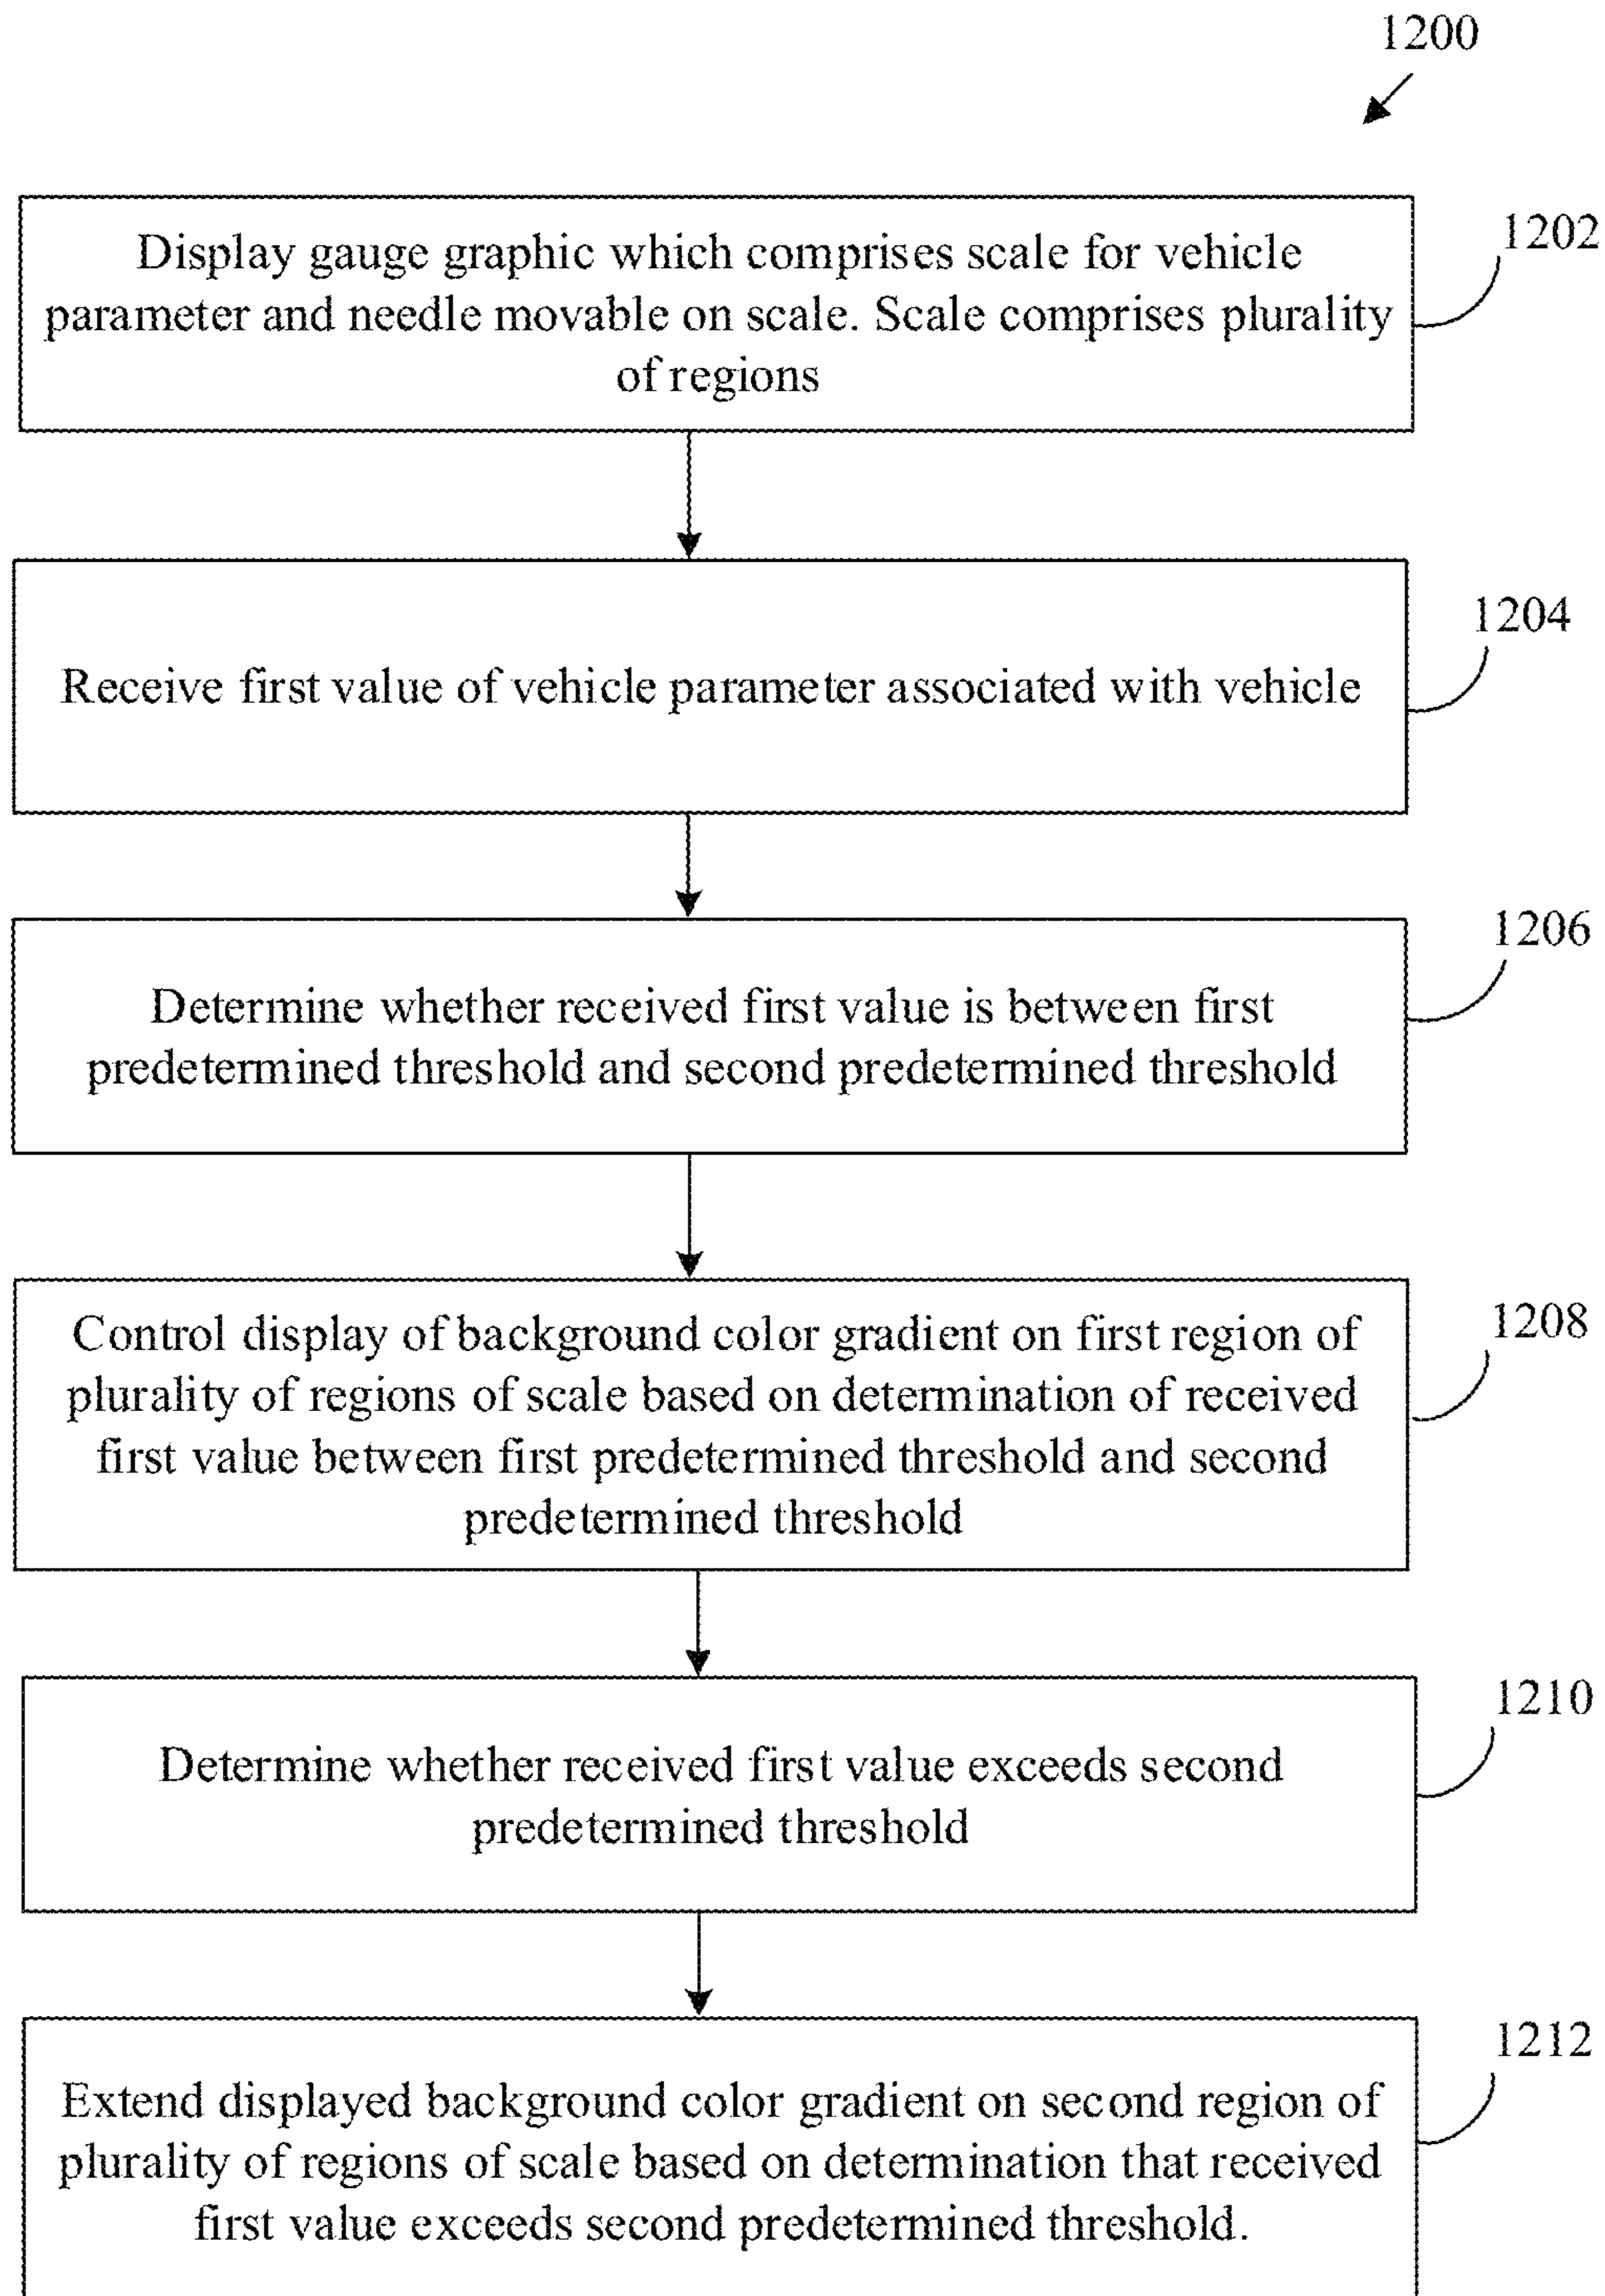 1200
Display gauge graphic which comprises scale for vehicle
parameter and needle movable on scale. Scale comprises plurality
of regions
1202
Receive first value of vehicle parameter associated with vehicle
1204
Determine whether received first value is between first
predetermined threshold and second predetermined threshold
1206
Control display of background color gradient on first region of
plurality of regions of scale based on determination of received
first value between first predetermined threshold and second
predetermined threshold
1208
Determine whether received first value exceeds second
predetermined threshold
1210
Extend displayed background color gradient on second region of
plurality of regions of scale based on determination that received
first value exceeds second predetermined threshold.
1212